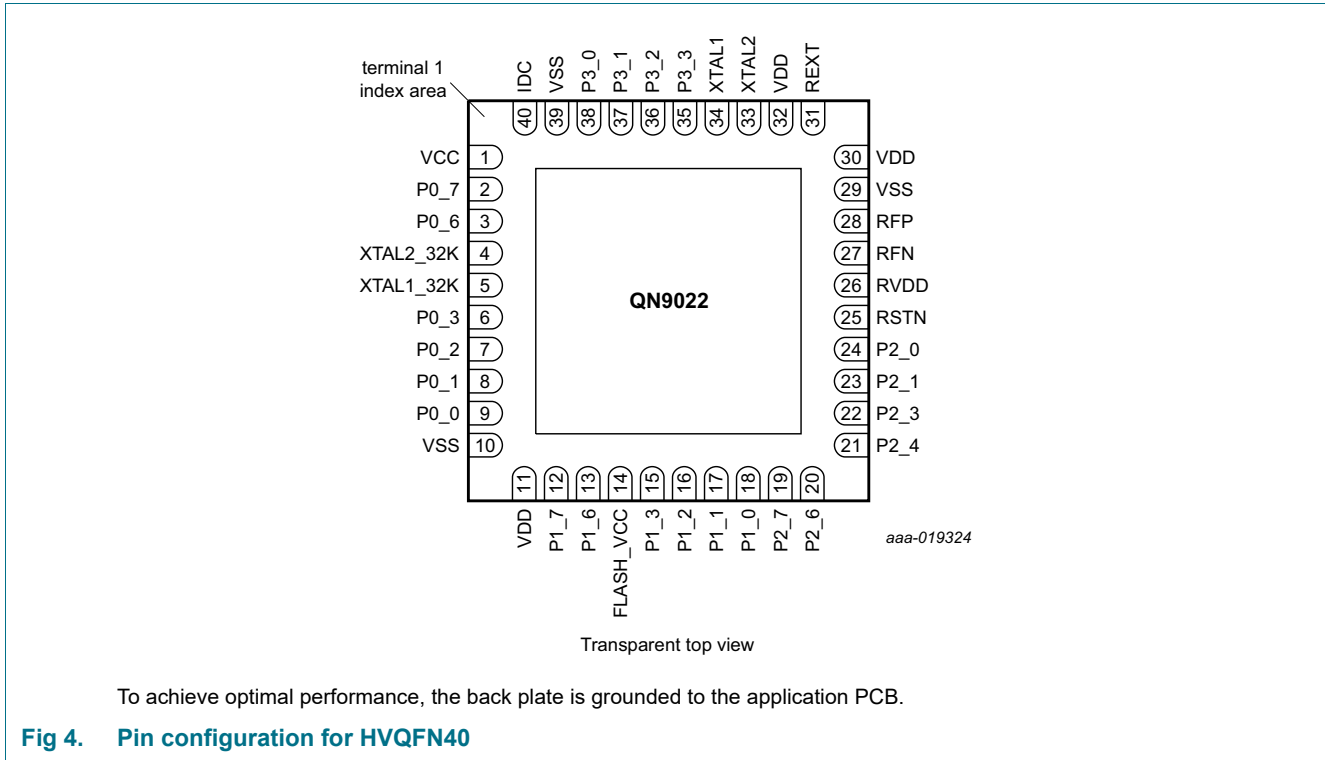 terminal 1
index area
IDC
VSS
P3_0
P3_1
P3_2
P3_3
XTAL1
XTAL2
VDD
REXT
40
39
38
37
36
35
34
33
32
31
VCC 1
P0_7 2
P0_6 3
XTAL2_32K 4
XTAL1_32K 5
P0_3 6
P0_2 7
P0_1 8
P0_0 9
VSS 10
QN9022
30 VDD
29 VSS
28 RFP
27 RFN
26 RVDD
25 RSTN
24 P2_0
23 P2_1
22 P2_3
21 P2_4
11
12
13
14
15
16
17
18
19
20
VDD
P1_7
P1_6
FLASH_VCC
P1_3
P1_2
P1_1
P1_0
P2_7
P2_6
aaa-019324
Transparent top view
To achieve optimal performance, the back plate is grounded to the application PCB.
Fig 4. Pin configuration for HVQFN40